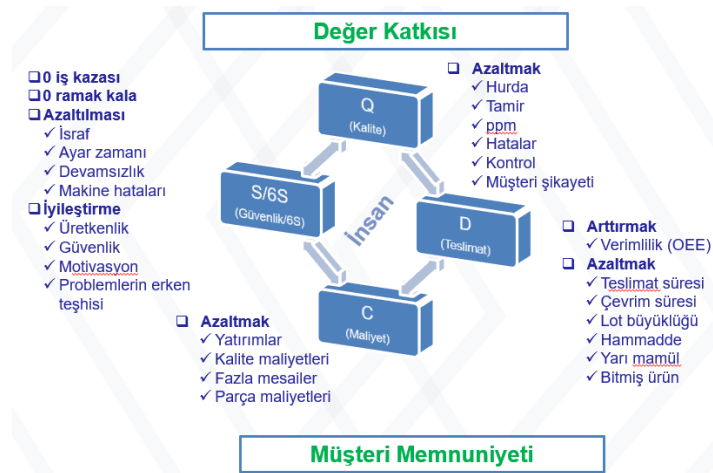 Değer Katkısı
❑ 0 iş kazası
❑ 0 ramak kala
❑ Azaltılması
✓ İsraf
✓ Ayar zamanı
✓ Devamsızlık
✓ Makine hataları
❑ İyileştirme
✓ Üretkenlik
✓ Güvenlik
✓ Motivasyon
✓ Problemlerin erken
teşhisi
Q
(Kalite)
❑ Azaltmak
✓ Hurda
✓ Tamir
✓ ppm
✓ Hatalar
✓ Kontrol
✓ Müşteri şikayeti
S/6S
(Güvenlik/6S)
İnsan
D
(Teslimat)
❑ Arttırmak
✓ Verimlilik (OEE)
❑ Azaltmak
✓ Teslimat süresi
✓ Çevrim süresi
✓ Lot büyüklüğü
✓ Hammadde
✓ Yarı mamül
✓ Bitmiş ürün
C
(Maliyet)
❑ Azaltmak
✓ Yatırımlar
✓ Kalite maliyetleri
✓ Fazla mesailer
✓ Parça maliyetleri
Müşteri Memnuniyeti